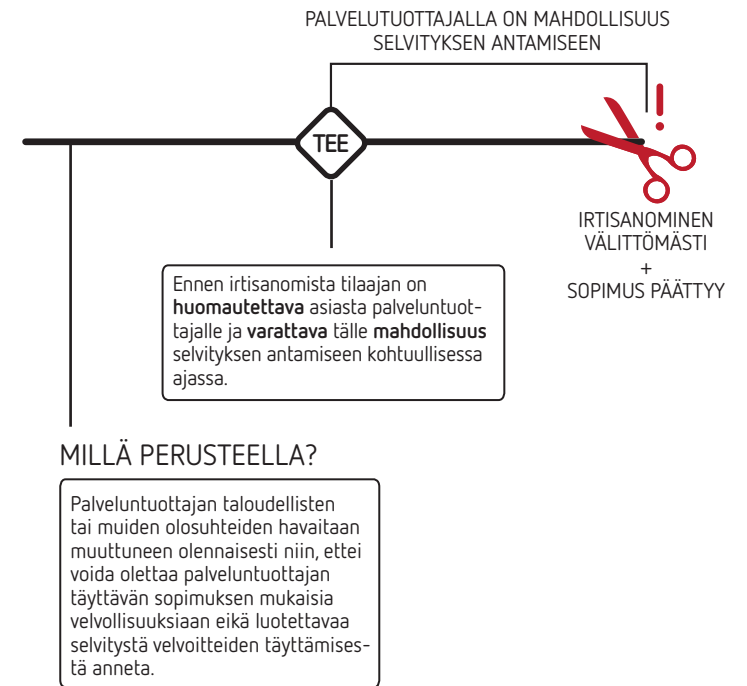 PALVELUTUOTTAJALLA ON MAHDOLLISUUS
SELVITYKSEN ANTAMISEEN
TEE
IRTISANOMINEN
VÄLITTÖMÄSTI
+
SOPIMUS PÄÄTTYY
Ennen irtisanomista tilaajan on
huomautettava asiasta palveluntuot-
tajalle ja varattava tälle mahdollisuus
selvityksen antamiseen kohtuullisessa
ajassa.
MILLÄ PERUSTEELLA?
Palveluntuottajan taloudellisten
tai muiden olosuhteiden havaitaan
muuttuneen olennaisesti niin, ettei
voida olettaa palveluntuottajan
täyttävän sopimuksen mukaisia
velvollisuuksiaan eikä luotettavaa
selvitystä velvoitteiden täyttämises-
tä anneta.